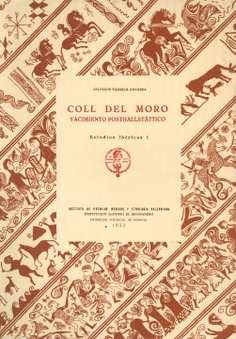 SALVADOR VILASECA ANGUERA
COLL DEL MORO
YACIMIENTO POSTHALLSTÁTTICO
Estudios Ibéricos 1
INSTITUTO DE ESTUDIOS IBÉRICOS Y ETNOLOGÍA VALENCIANA
INSTITUCIÓN ALFONSO EL MAGNÁNIMO
DIPUTACIÓN PROVINCIAL DE VALENCIA
1953